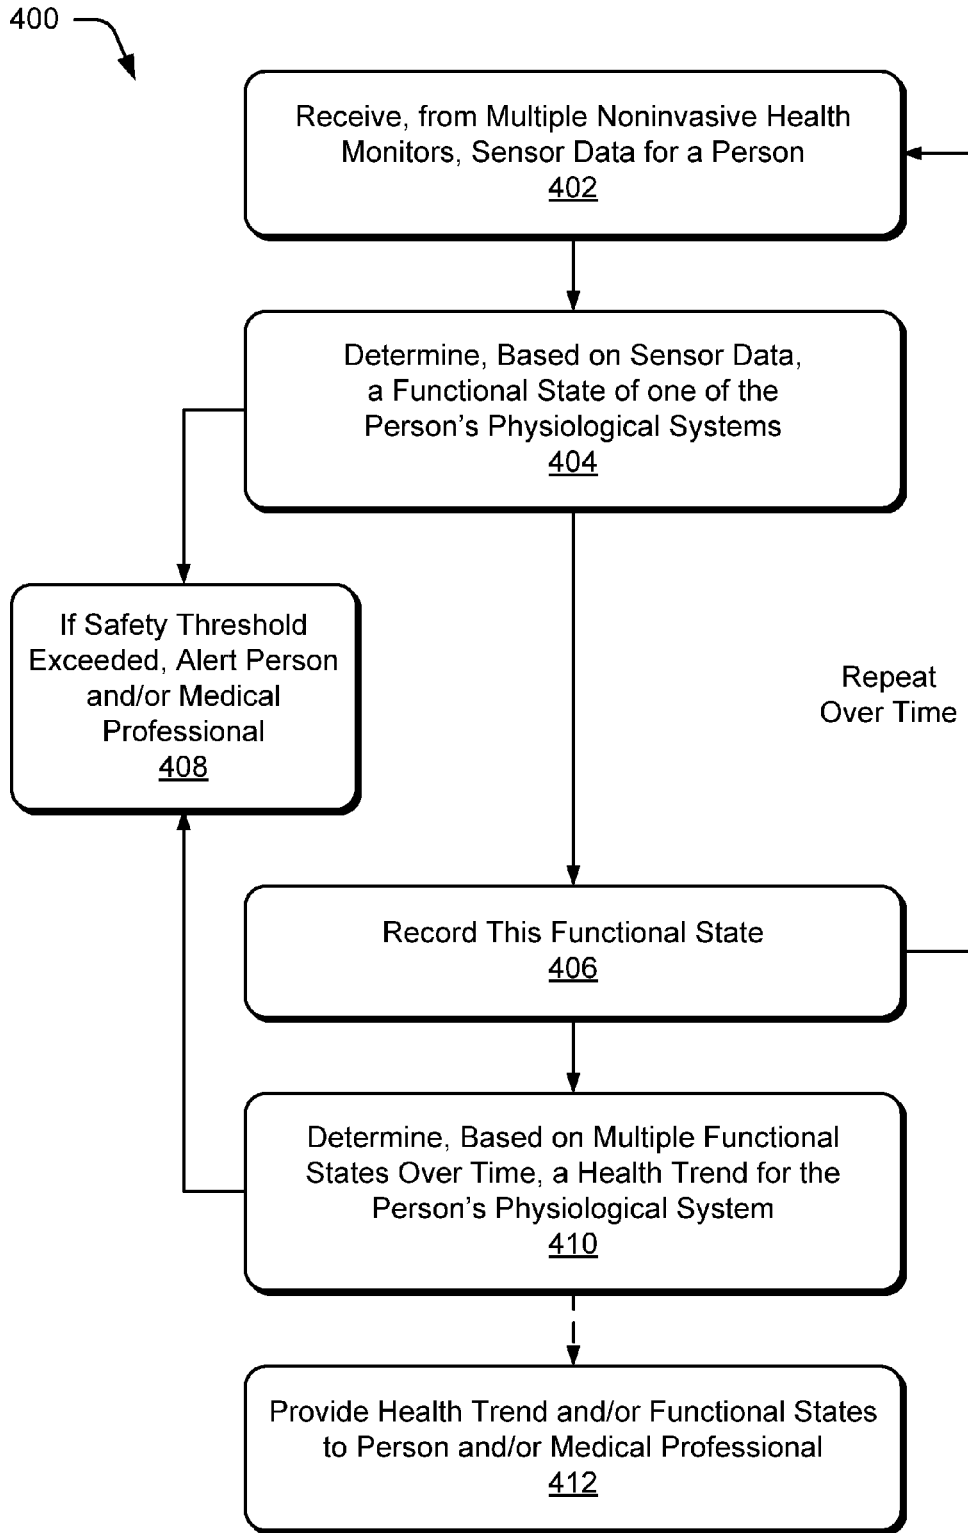 400
Receive, from Multiple Noninvasive Health
Monitors, Sensor Data for a Person
402
Determine, Based on Sensor Data,
a Functional State of one of the
Person's Physiological Systems
404
If Safety Threshold
Exceeded, Alert Person
and/or Medical
Professional
408
Repeat
Over Time
Record This Functional State
406
Determine, Based on Multiple Functional
States Over Time, a Health Trend for the
Person's Physiological System
410
Provide Health Trend and/or Functional States
to Person and/or Medical Professional
412